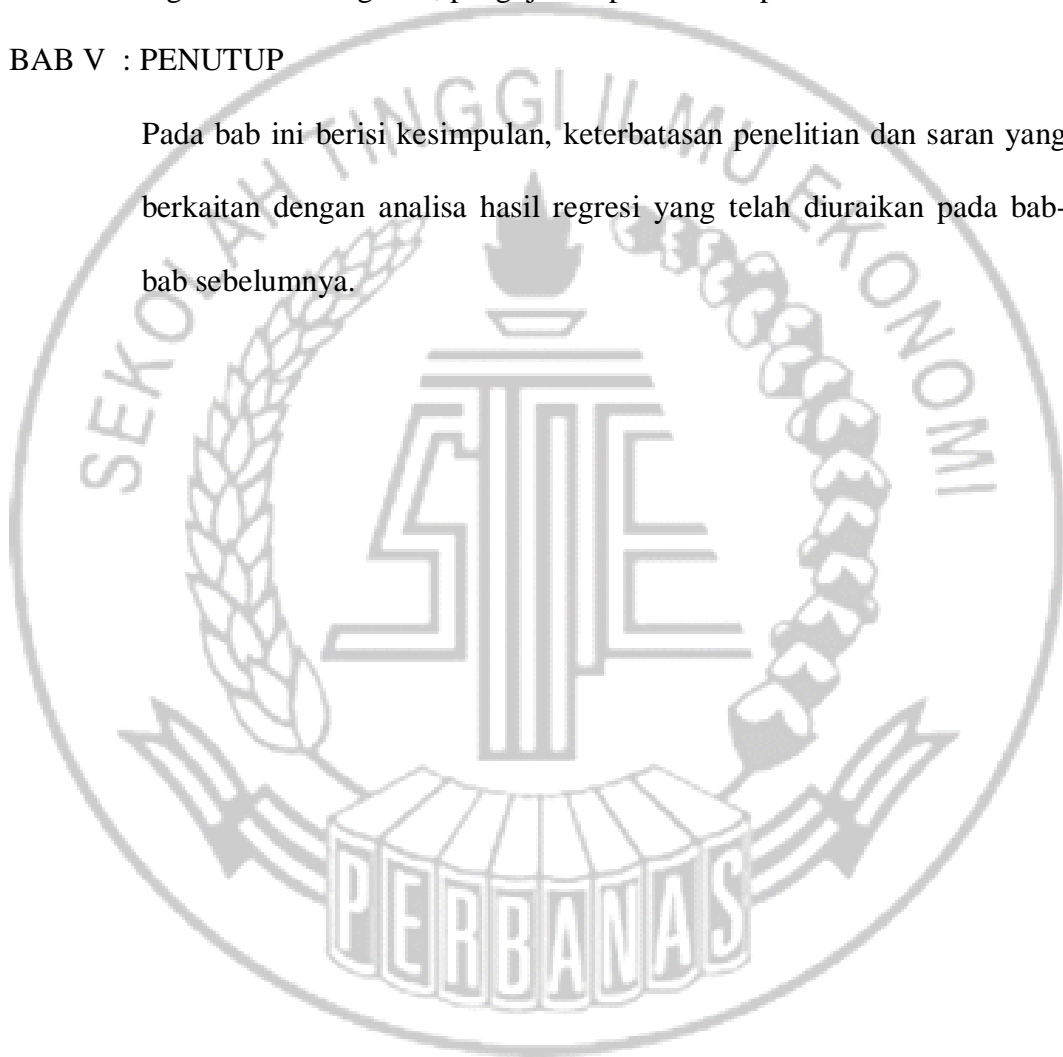 BAB V : PENUTUP
Pada bab ini berisi kesimpulan, keterbatasan penelitian dan saran yang
berkaitan dengan analisa hasil regresi yang telah diuraikan pada bab-
bab sebelumnya.
SEKOLAH TINGGI ILMU EKONOMI
STIE
PERBANAS